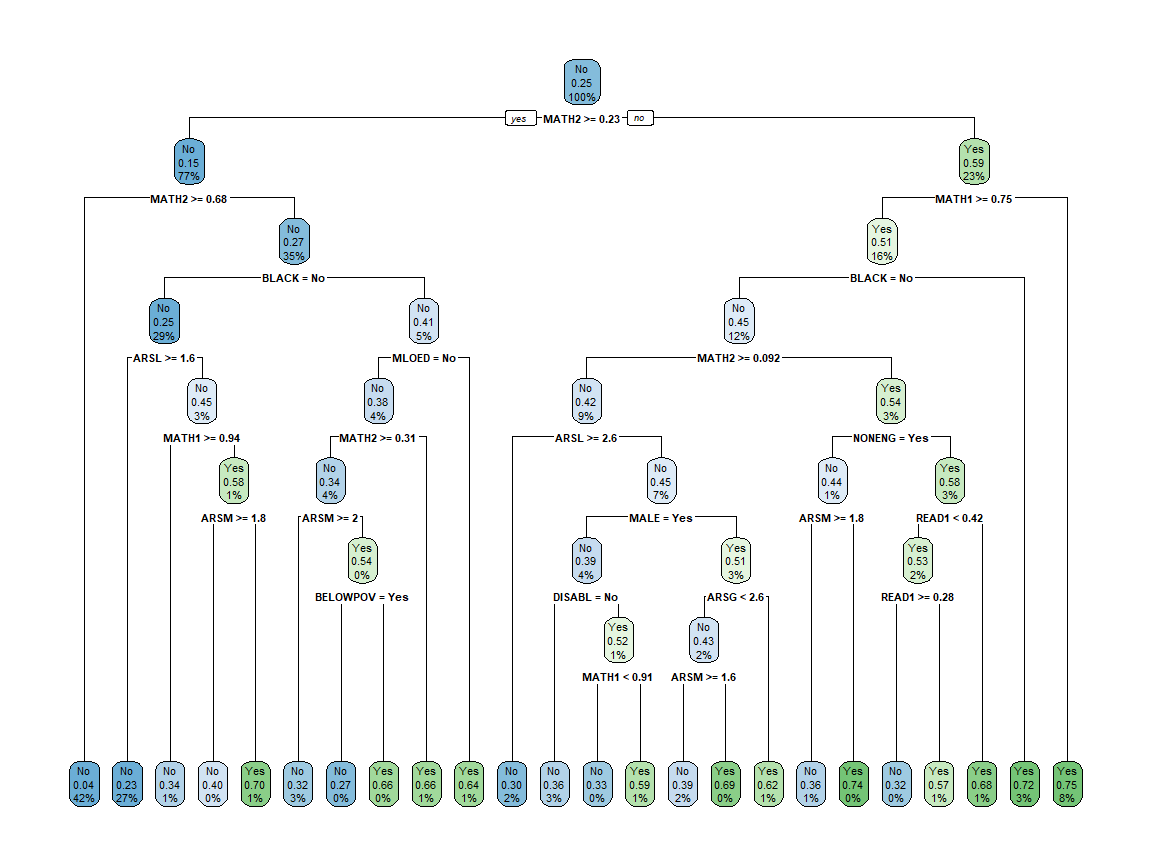 No
0.25
100%
yes MATH2 >= 0.23 no
No
0.15
77%
Yes
0.59
23%
MATH2 >= 0.68
MATH1 >= 0.75
No
0.27
35%
Yes
0.51
16%
BLACK = No
BLACK = No
No
0.25
29%
No
0.41
5%
No
0.45
12%
ARSL >= 1.6
MLOED = No
MATH2 >= 0.092
No
0.45
3%
No
0.38
4%
No
0.42
9%
Yes
0.54
3%
MATH1 >= 0.94
MATH2 >= 0.31
ARSL >= 2.6
NONENG = Yes
Yes
0.58
1%
No
0.34
4%
No
0.45
7%
No
0.44
1%
Yes
0.58
3%
ARSM >= 1.8
ARSM >= 2
MALE = Yes
ARSM >= 1.8
READ1 < 0.42
Yes
0.54
0%
No
0.39
4%
Yes
0.51
3%
Yes
0.53
2%
BELOWPOV = Yes
DISABL = No
ARSG < 2.6
READ1 >= 0.28
Yes
0.52
1%
No
0.43
2%
MATH1 < 0.91
ARSM >= 1.6
No
0.04
42%
No
0.23
27%
No
0.34
1%
No
0.40
0%
Yes
0.70
1%
No
0.32
3%
No
0.27
0%
Yes
0.66
0%
Yes
0.66
1%
Yes
0.64
1%
No
0.30
2%
No
0.36
3%
No
0.33
0%
Yes
0.59
1%
No
0.39
2%
Yes
0.69
0%
Yes
0.62
1%
No
0.36
1%
Yes
0.74
0%
No
0.32
0%
Yes
0.57
1%
Yes
0.68
1%
Yes
0.72
3%
Yes
0.75
8%